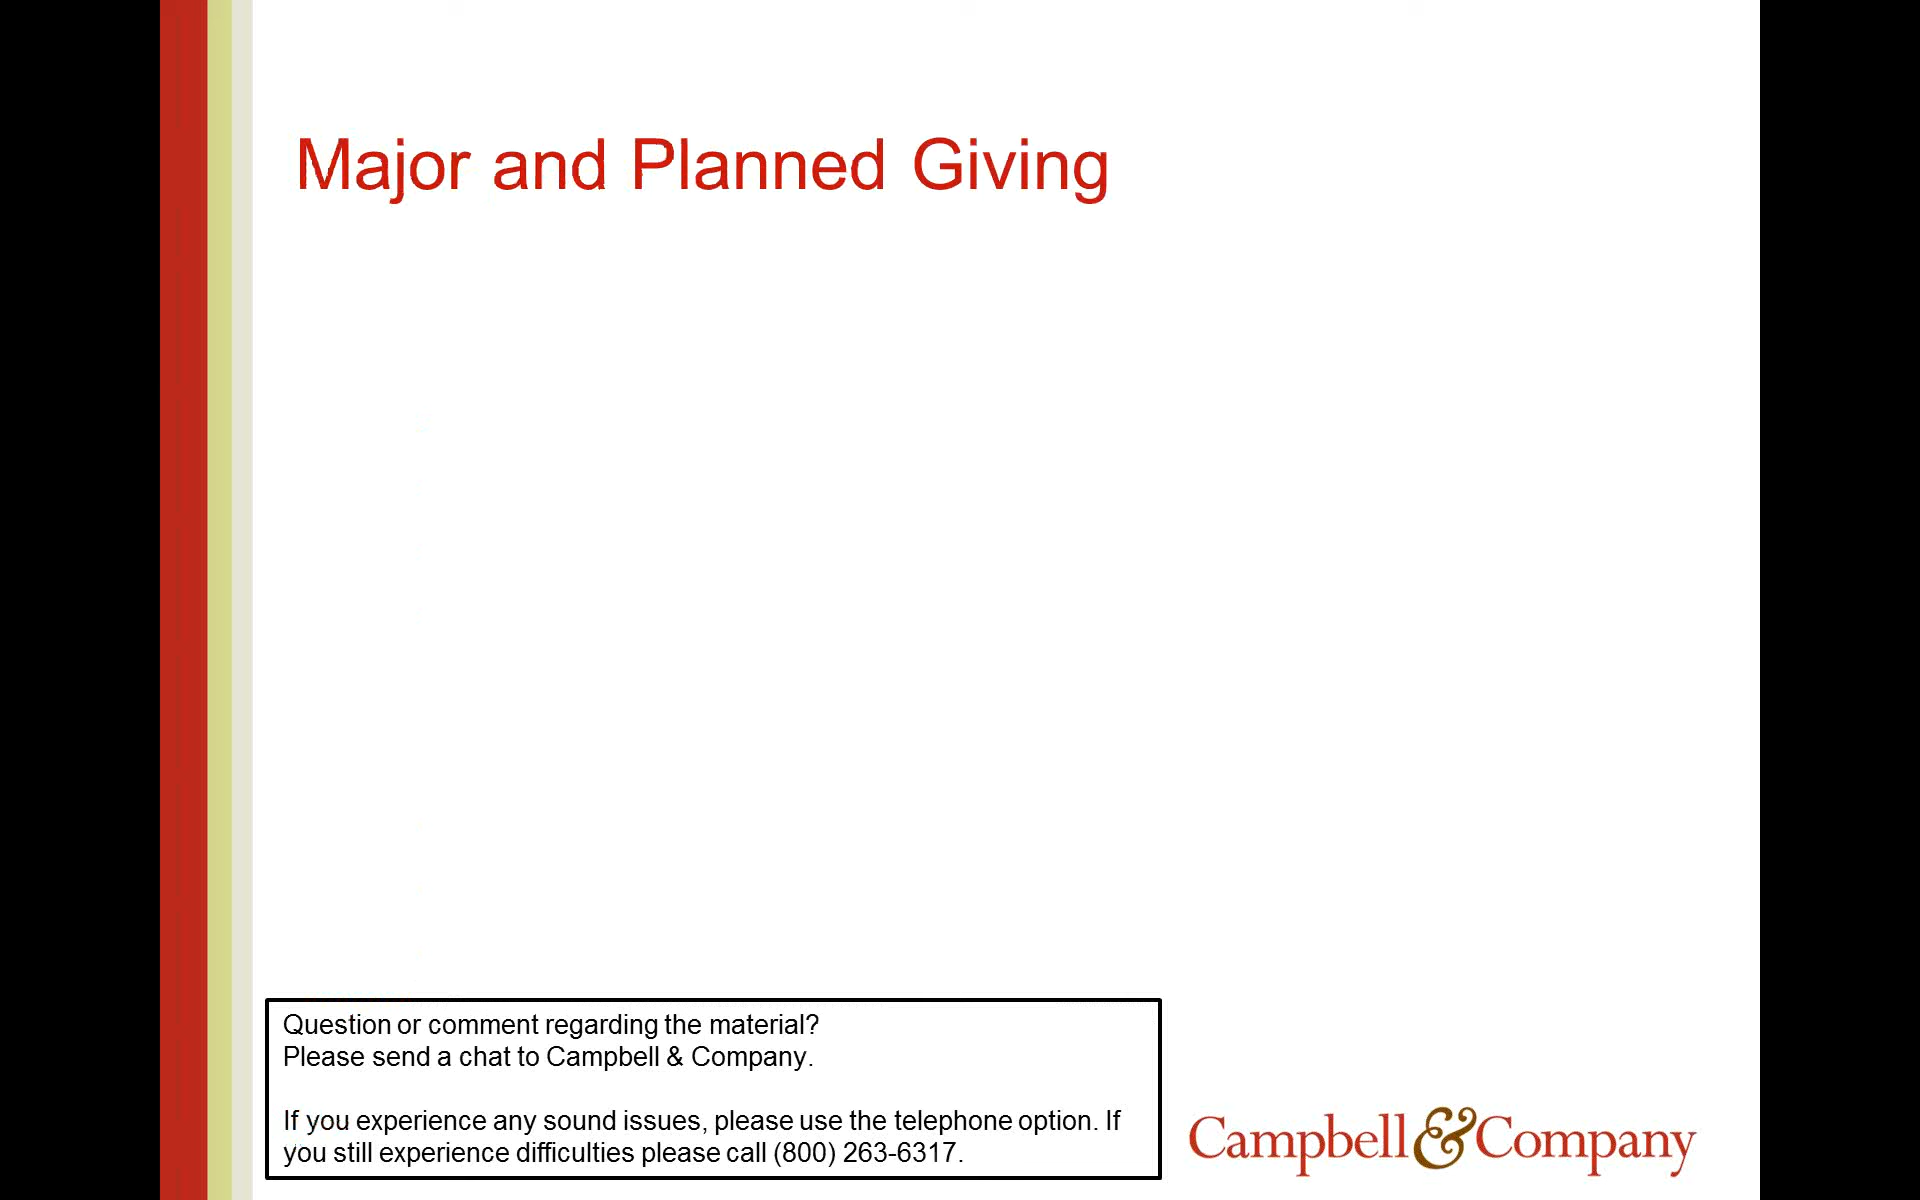 Major and Planned Giving
Question or comment regarding the material?
Please send a chat to Campbell & Company.
If you experience any sound issues, please use the telephone option. If
you still experience difficulties please call (800) 263-6317.
Campbell & Company